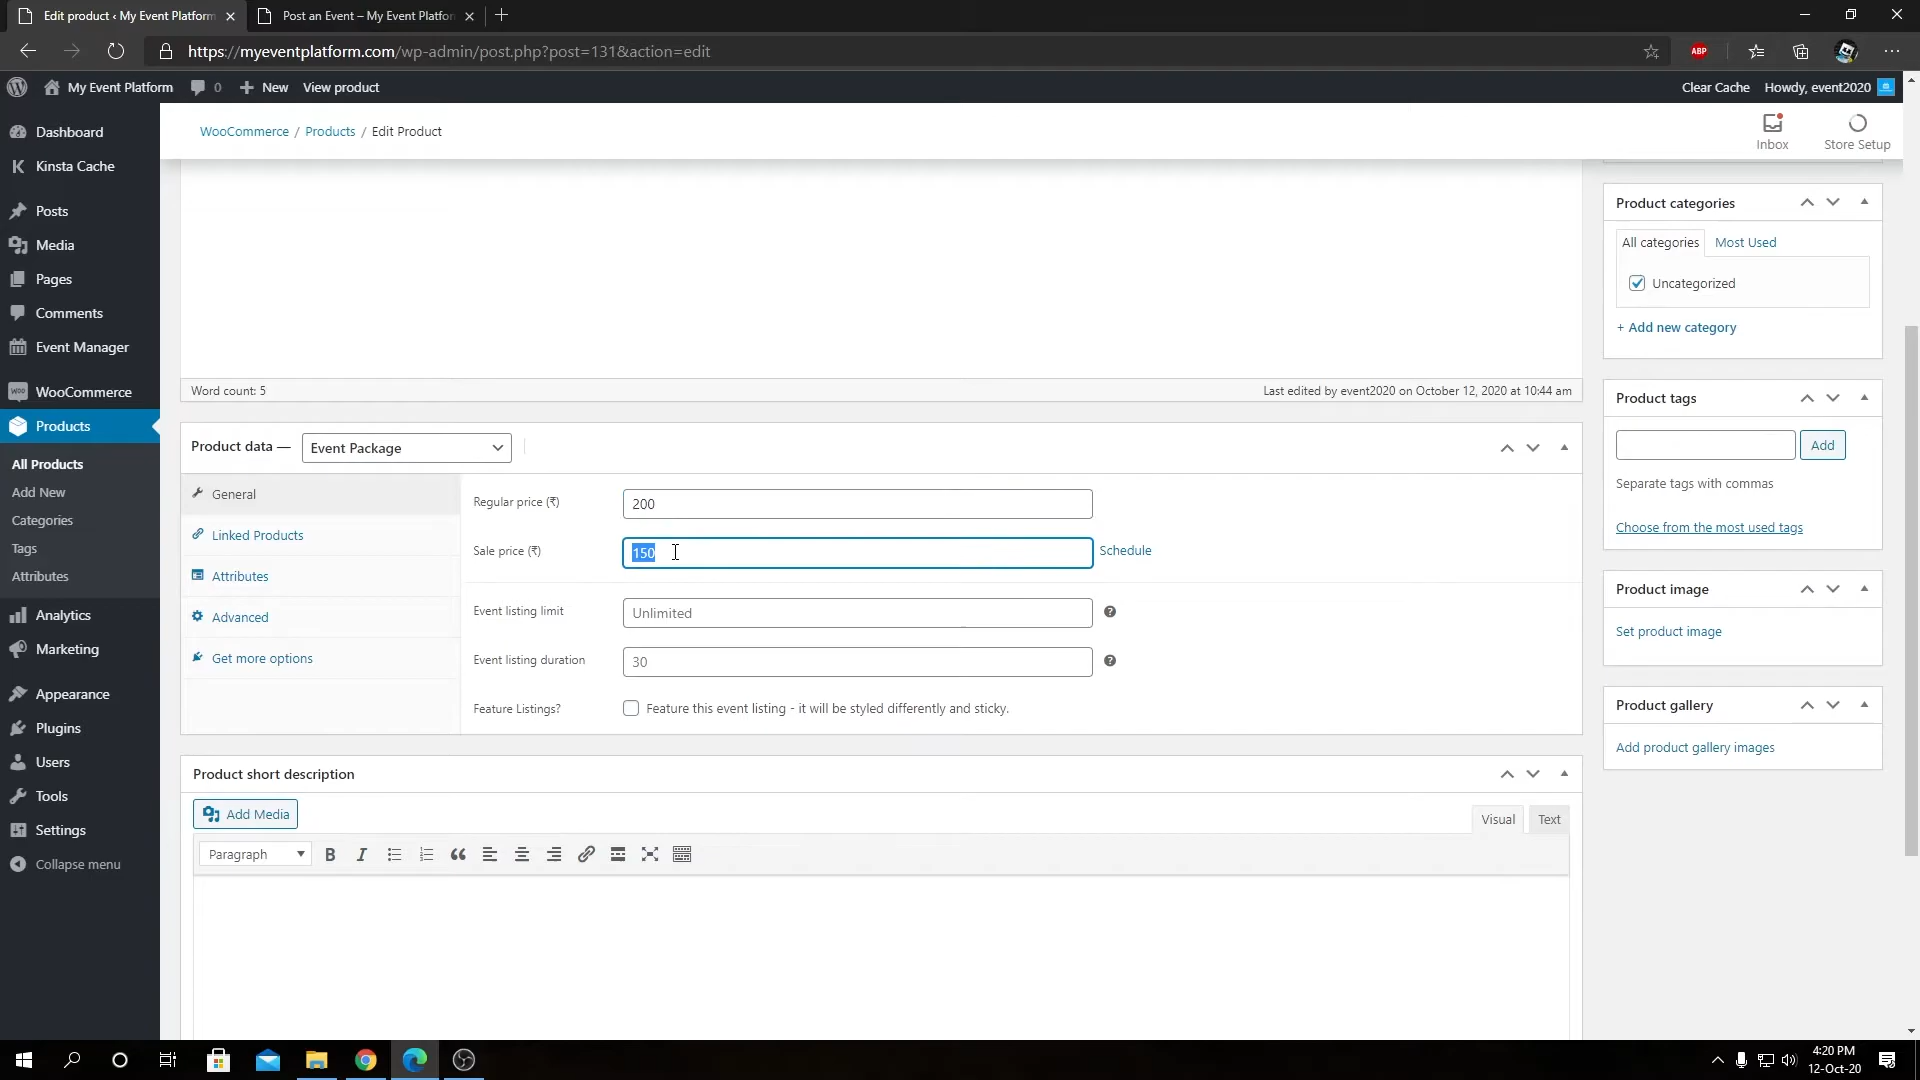 Edit product ‹ My Event Platform
Post an Event – My Event Platfor
https://myeventplatform.com/wp-admin/post.php?post=131&action=edit
ABP
My Event Platform
0
New
View product
Clear Cache
Howdy, event2020
Dashboard
Kinsta Cache
Posts
Media
Pages
Comments
Event Manager
WooCommerce
Products
All Products
Add New
Categories
Tags
Attributes
Analytics
Marketing
Appearance
Plugins
Users
Tools
Settings
Collapse menu
WooCommerce / Products / Edit Product
Inbox
Store Setup
Word count: 5
Last edited by event2020 on October 12, 2020 at 10:44 am
Product data —
Event Package
General
Linked Products
Attributes
Advanced
Get more options
Regular price (₹)
200
Sale price (₹)
150
Schedule
Event listing limit
Unlimited
Event listing duration
30
Feature Listings?
Feature this event listing - it will be styled differently and sticky.
Product short description
Add Media
Visual
Text
Paragraph
B
I
Product categories
All categories
Most Used
Uncategorized
+ Add new category
Product tags
Add
Separate tags with commas
Choose from the most used tags
Product image
Set product image
Product gallery
Add product gallery images
4:20 PM
12-Oct-20